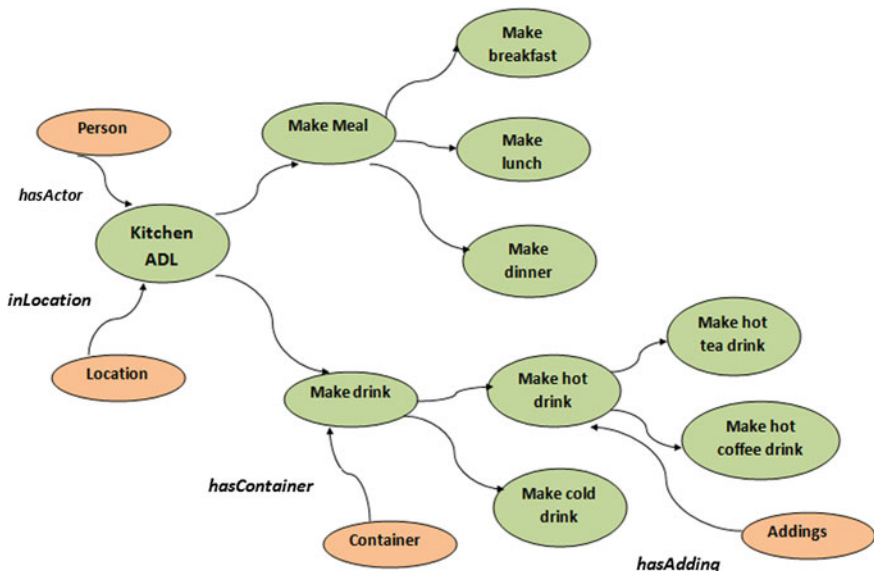 Make
breakfast
Person
Make Meal
Make
lunch
hasActor
Kitchen
ADL
Make
dinner
inLocation
Location
Make hot
tea drink
Make drink
Make hot
drink
Make hot
coffee drink
hasContainer
Make cold
drink
Container
Addings
hasAdding